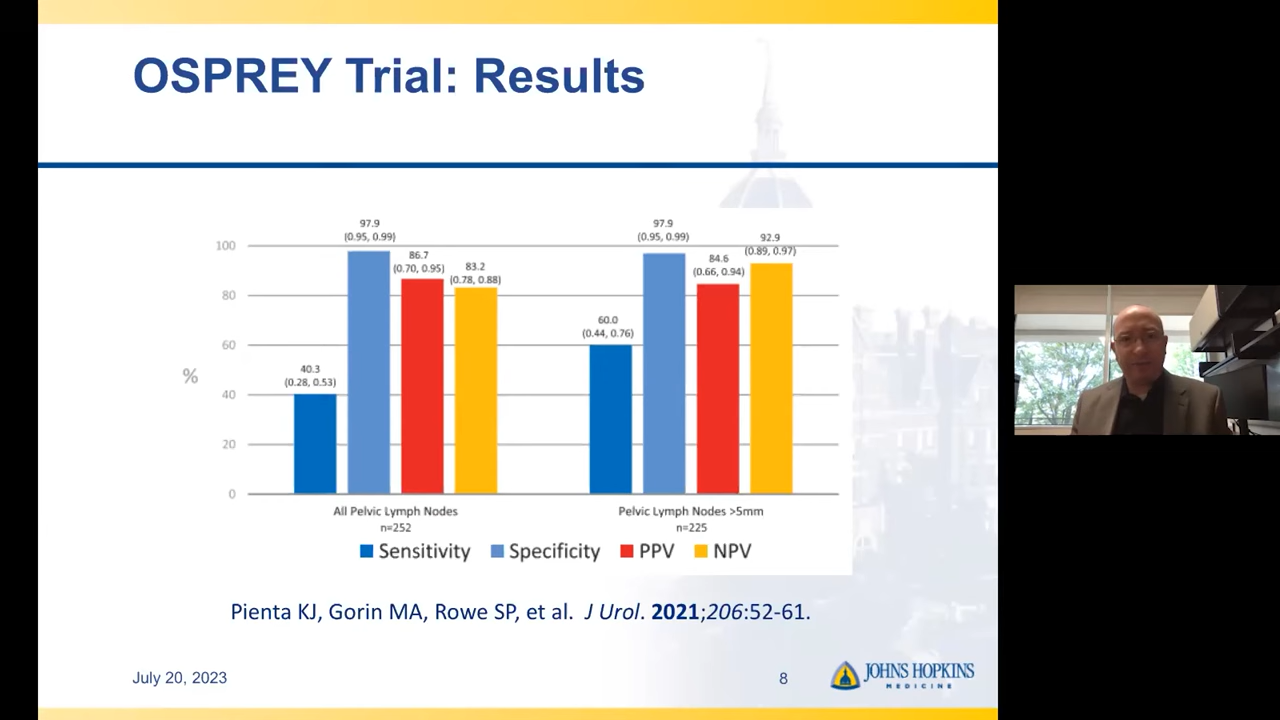 OSPREY Trial: Results
97.9
(0.95, 0.99)
86.7
(0.70, 0.95)
83.2
(0.78, 0.88)
40.3
(0.28, 0.53)
97.9
(0.95, 0.99)
92.9
(0.89, 0.97)
84.6
(0.66, 0.94)
60.0
(0.44, 0.76)
100
80
60
%
40
20
0
All Pelvic Lymph Nodes
n=252
Pelvic Lymph Nodes >5mm
n=225
Sensitivity Specificity PPV NPV
Pienta KJ, Gorin MA, Rowe SP, et al. J Urol. 2021;206:52-61.
July 20, 2023
8
JOHNS HOPKINS
MEDICINE